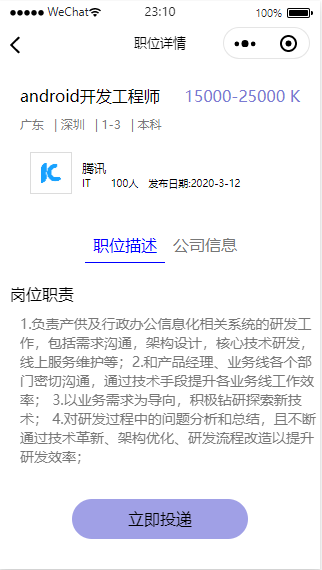 WeChat 23:10 100%
职位详情
android开发工程师 15000-25000 K
广东 | 深圳 | 1-3 | 本科
腾讯
IT 100人 发布日期:2020-3-12
职位描述 公司信息
岗位职责
1.负责产供及行政办公信息化相关系统的研发工
作，包括需求沟通，架构设计，核心技术研发，
线上服务维护等；2.和产品经理、业务线各个部
门密切沟通，通过技术手段提升各业务线工作效
率； 3.以业务需求为导向，积极钻研探索新技
术； 4.对研发过程中的问题分析和总结，且不断
通过技术革新、架构优化、研发流程改造以提升
研发效率；
立即投递